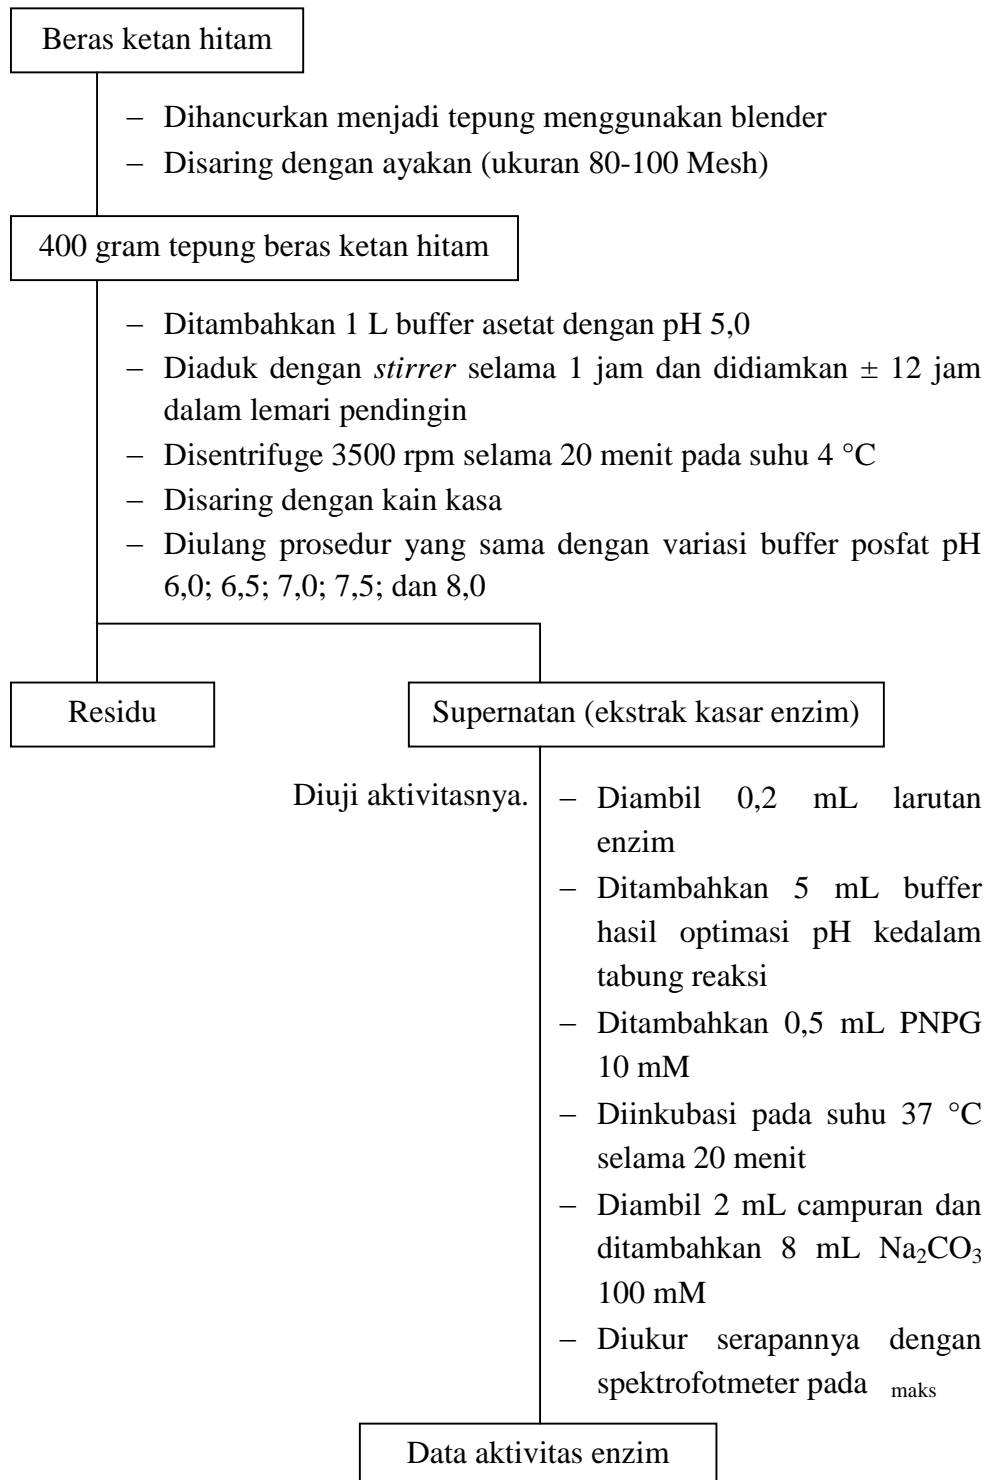 Beras ketan hitam
– Dihancurkan menjadi tepung menggunakan blender
– Disaring dengan ayakan (ukuran 80-100 Mesh)
400 gram tepung beras ketan hitam
– Ditambahkan 1 L buffer asetat dengan pH 5,0
– Diaduk dengan stirrer selama 1 jam dan didiamkan ± 12 jam
dalam lemari pendingin
– Disentrifuge 3500 rpm selama 20 menit pada suhu 4 °C
– Disaring dengan kain kasa
– Diulang prosedur yang sama dengan variasi buffer posfat pH
6,0; 6,5; 7,0; 7,5; dan 8,0
Residu
Supernatan (ekstrak kasar enzim)
Diuji aktivitasnya.
– Diambil 0,2 mL larutan
enzim
– Ditambahkan 5 mL buffer
hasil optimasi pH kedalam
tabung reaksi
– Ditambahkan 0,5 mL PNPG
10 mM
– Diinkubasi pada suhu 37 °C
selama 20 menit
– Diambil 2 mL campuran dan
ditambahkan 8 mL Na₂CO₃
100 mM
– Diukur serapannya dengan
spektrofotmeter pada maks
Data aktivitas enzim